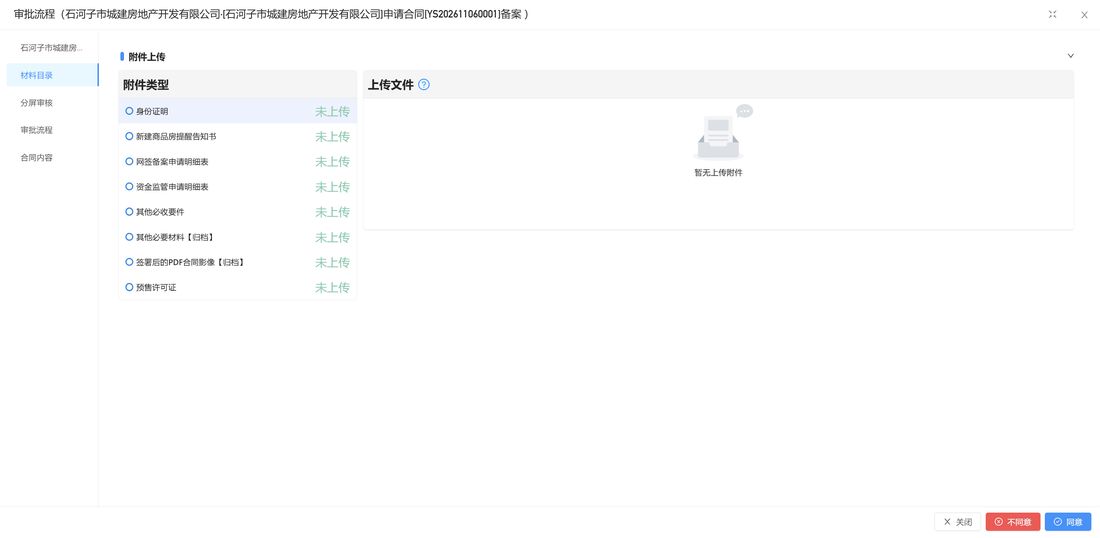 审批流程（石河子市城建房地产开发有限公司-[石河子市城建房地产开发有限公司]申请合同[YS202611060001]备案 ）
石河子市城建房...
材料目录
分屏审核
审批流程
合同内容
附件上传
附件类型
身份证明 未上传
新建商品房提醒告知书 未上传
网签备案申请明细表 未上传
资金监管申请明细表 未上传
其他必收要件 未上传
其他必要材料【归档】 未上传
签署后的PDF合同影像【归档】 未上传
预售许可证 未上传
上传文件 ?
暂无上传附件
关闭
不同意
同意